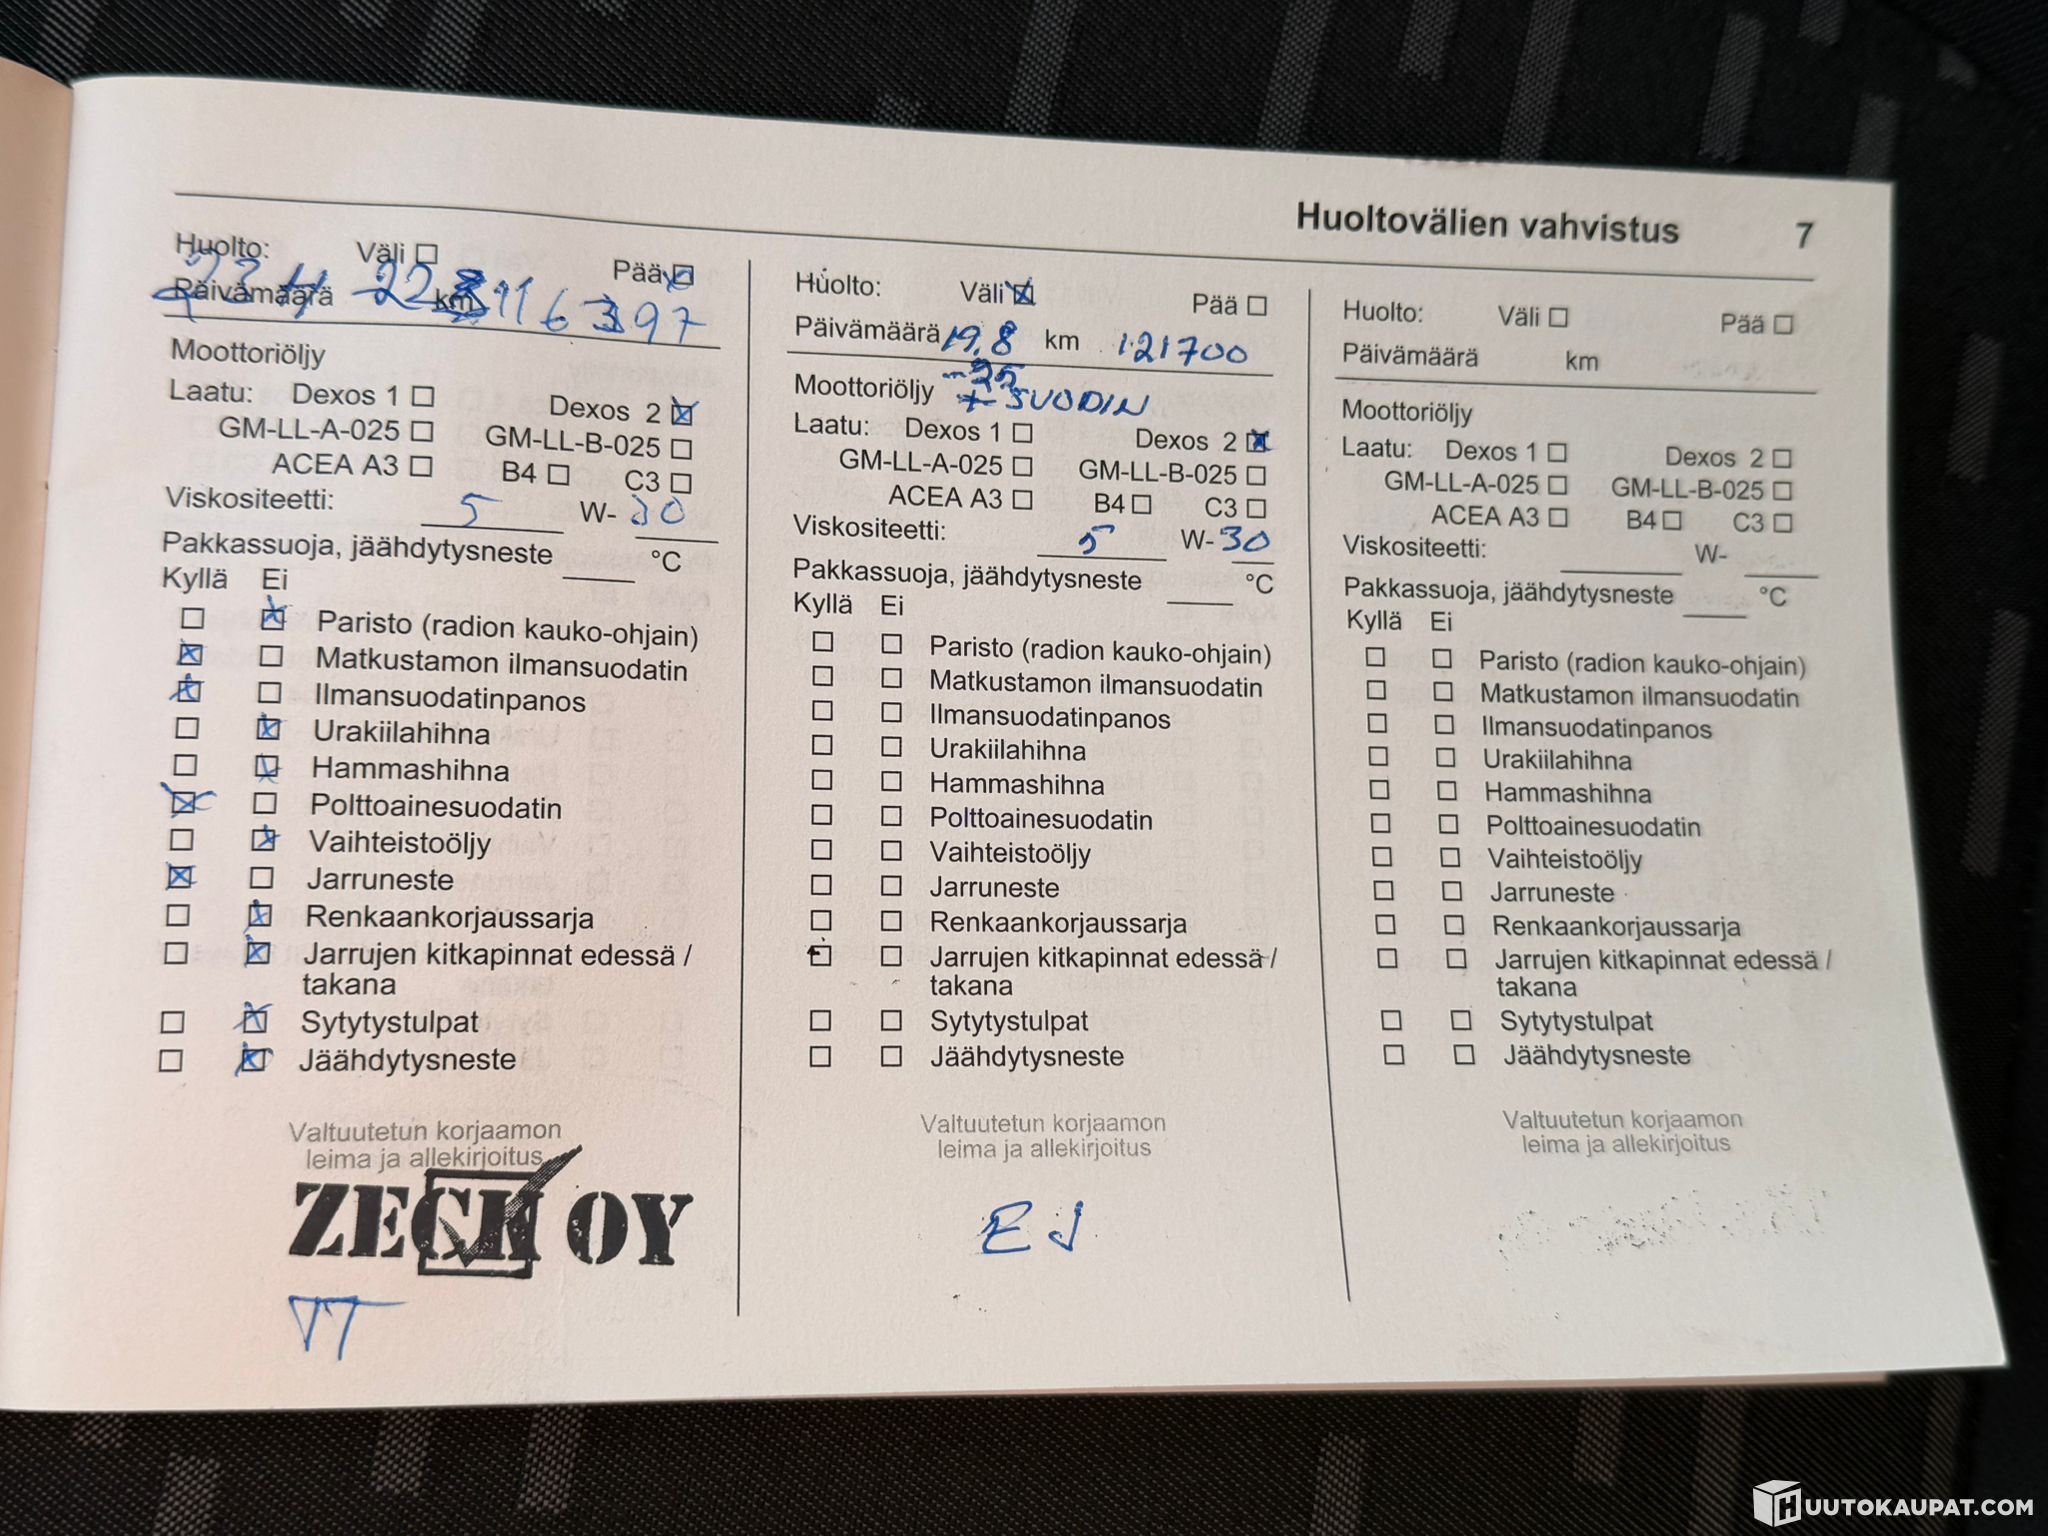 Huoltovälien vahvistus 7
Huolto: Väli Pää
Päivämäärä 22 km 116397
Moottoriöljy
Laatu: Dexos 1 Dexos 2
GM-LL-A-025 GM-LL-B-025
ACEA A3 B4 C3
Viskositeetti: 5 W-30
Pakkassuoja, jäähdytysneste °C
Kyllä Ei
Paristo (radion kauko-ohjain)
Matkustamon ilmansuodatin
Ilmansuodatinpanos
Urakiilahihna
Hammashihna
Polttoainesuodatin
Vaihteistoöljy
Jarruneste
Renkaankorjaussarja
Jarrujen kitkapinnat edessä /
takana
Sytytystulpat
Jäähdytysneste
Valtuutetun korjaamon
leima ja allekirjoitus
ZECK OY
TT
Huolto: Väli Pää
Päivämäärä 19.8 km 121700
-25
Moottoriöljy + SUODIN
Laatu: Dexos 1 Dexos 2
GM-LL-A-025 GM-LL-B-025
ACEA A3 B4 C3
Viskositeetti: 5 W-30
Pakkassuoja, jäähdytysneste °C
Kyllä Ei
Paristo (radion kauko-ohjain)
Matkustamon ilmansuodatin
Ilmansuodatinpanos
Urakiilahihna
Hammashihna
Polttoainesuodatin
Vaihteistoöljy
Jarruneste
Renkaankorjaussarja
Jarrujen kitkapinnat edessä /
takana
Sytytystulpat
Jäähdytysneste
Valtuutetun korjaamon
leima ja allekirjoitus
EJ
Huolto: Väli Pää
Päivämäärä km
Moottoriöljy
Laatu: Dexos 1 Dexos 2
GM-LL-A-025 GM-LL-B-025
ACEA A3 B4 C3
Viskositeetti: W-
Pakkassuoja, jäähdytysneste °C
Kyllä Ei
Paristo (radion kauko-ohjain)
Matkustamon ilmansuodatin
Ilmansuodatinpanos
Urakiilahihna
Hammashihna
Polttoainesuodatin
Vaihteistoöljy
Jarruneste
Renkaankorjaussarja
Jarrujen kitkapinnat edessä /
takana
Sytytystulpat
Jäähdytysneste
Valtuutetun korjaamon
leima ja allekirjoitus
HUUTOKAUPAT.COM